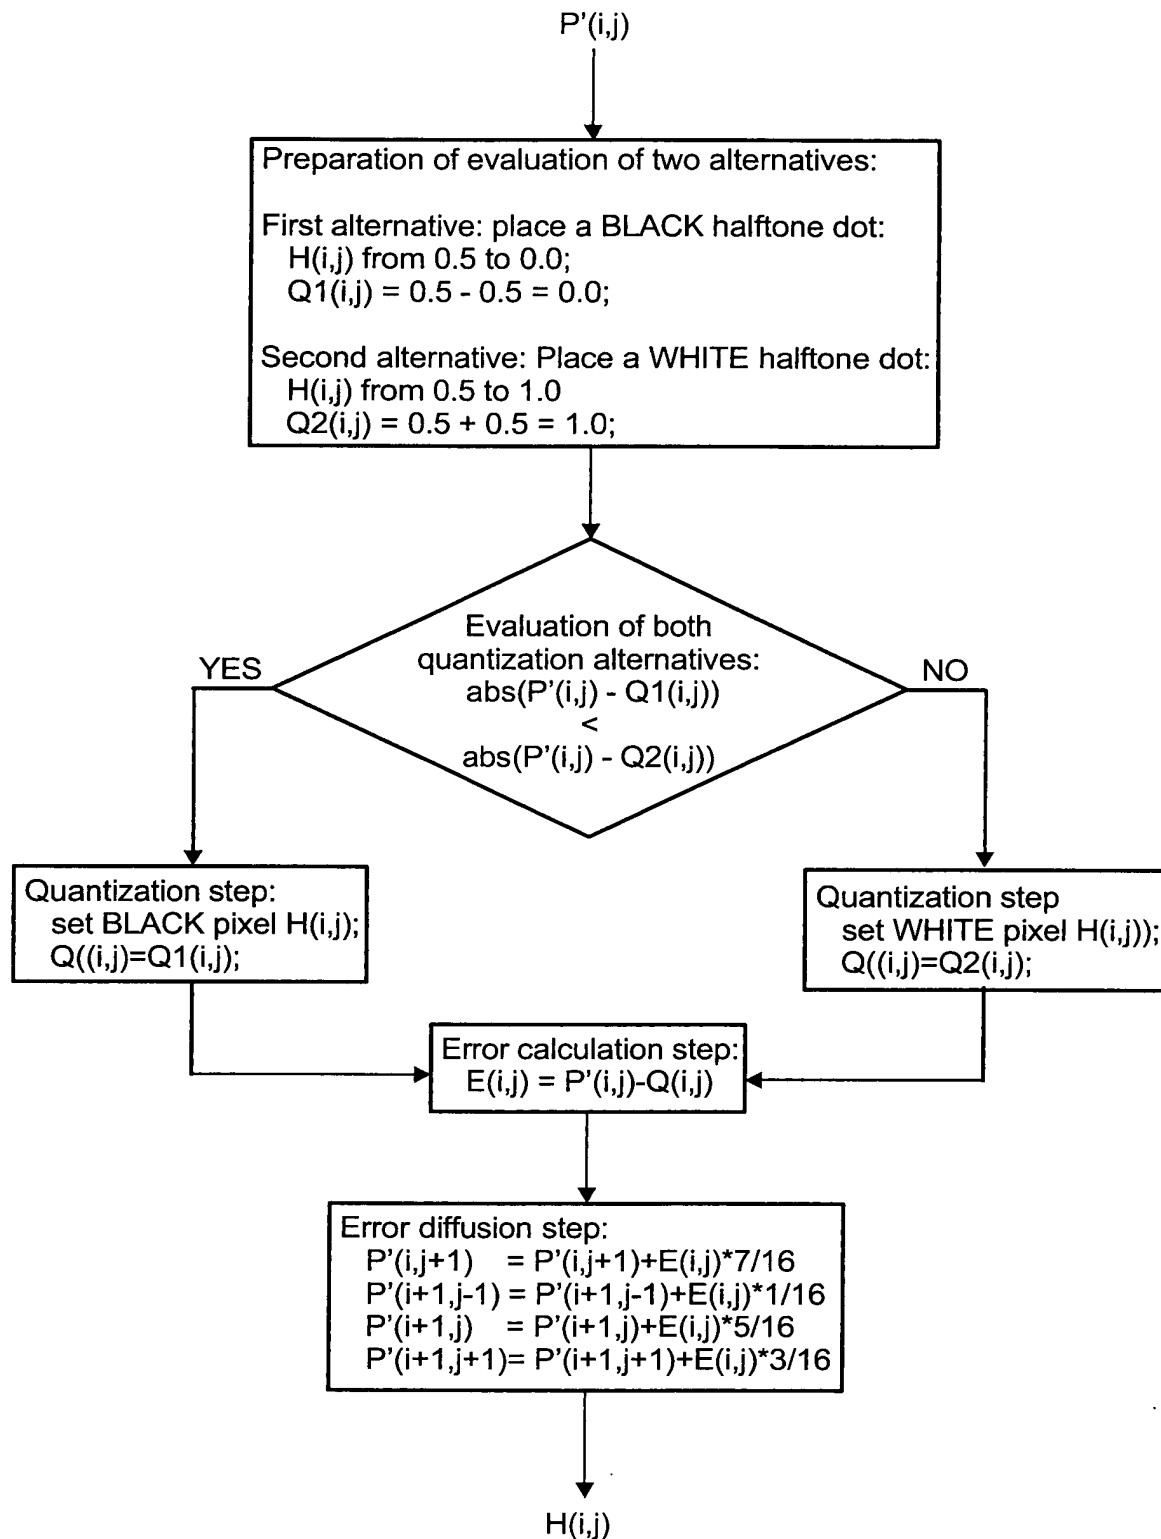 P'(i,j)
Preparation of evaluation of two alternatives:
First alternative: place a BLACK halftone dot:
H(i,j) from 0.5 to 0.0;
Q1(i,j) = 0.5 - 0.5 = 0.0;
Second alternative: Place a WHITE halftone dot:
H(i,j) from 0.5 to 1.0
Q2(i,j) = 0.5 + 0.5 = 1.0;
Evaluation of both
quantization alternatives:
abs(P'(i,j) - Q1(i,j))
<
abs(P'(i,j) - Q2(i,j))
YES
NO
Quantization step:
set BLACK pixel H(i,j);
Q((i,j)=Q1(i,j);
Quantization step
set WHITE pixel H(i,j));
Q((i,j)=Q2(i,j);
Error calculation step:
E(i,j) = P'(i,j)-Q(i,j)
Error diffusion step:
P'(i,j+1) = P'(i,j+1)+E(i,j)*7/16
P'(i+1,j-1) = P'(i+1,j-1)+E(i,j)*1/16
P'(i+1,j) = P'(i+1,j)+E(i,j)*5/16
P'(i+1,j+1)= P'(i+1,j+1)+E(i,j)*3/16
H(i,j)